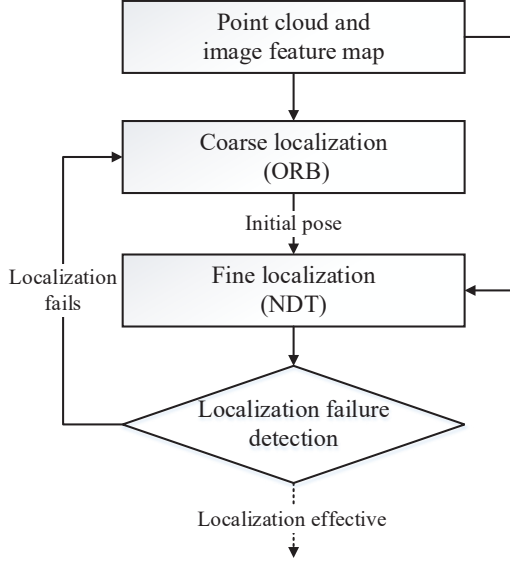 Point cloud and
image feature map
Coarse localization
(ORB)
Initial pose
Localization
fails
Fine localization
(NDT)
Localization failure
detection
Localization effective